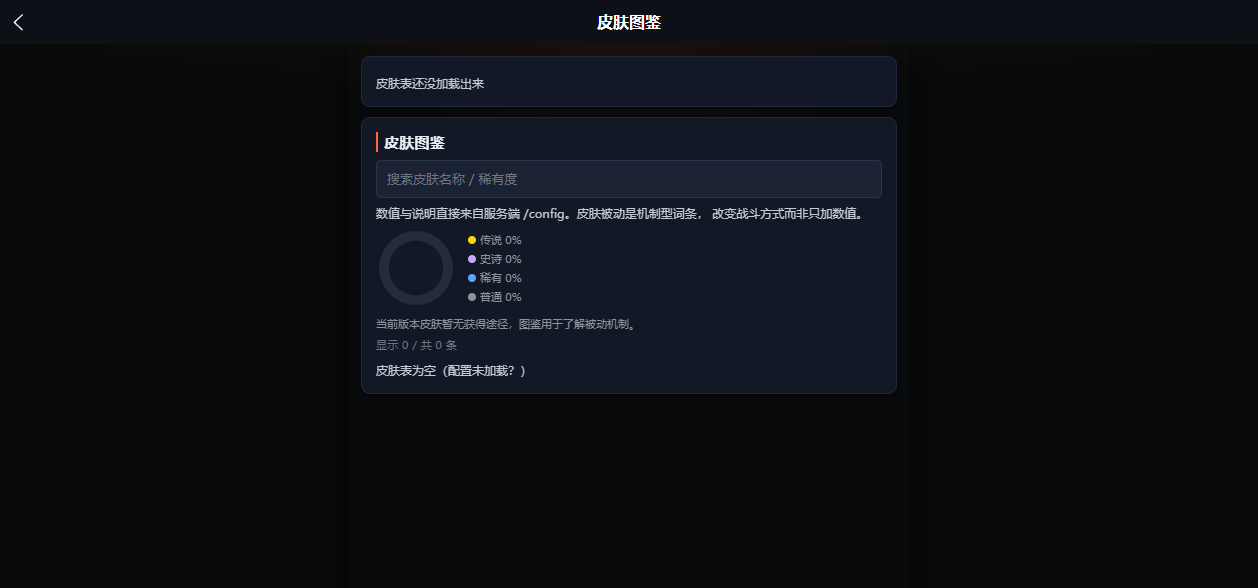 皮肤图鉴
皮肤表还没加载出来
皮肤图鉴
搜索皮肤名称 / 稀有度
数值与说明直接来自服务端 /config。皮肤被动是机制型词条， 改变战斗方式而非只加数值。
传说 0%
史诗 0%
稀有 0%
普通 0%
当前版本皮肤暂无获得途径，图鉴用于了解被动机制。
显示 0 / 共 0 条
皮肤表为空（配置未加载？）